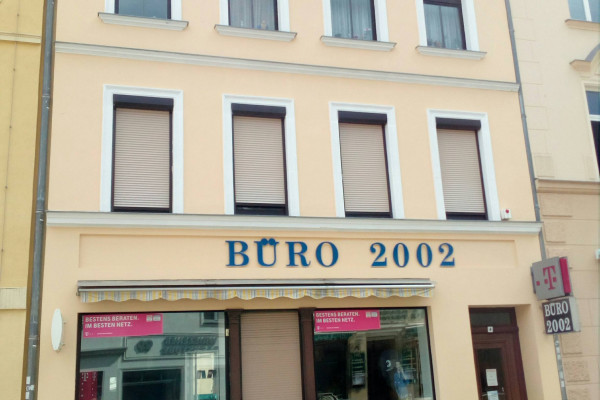 BÜRO 2002
T
BÜRO
2002
BESTENS BERATEN.
IM BESTEN NETZ.
BESTENS BERATEN.
IM BESTEN NETZ.